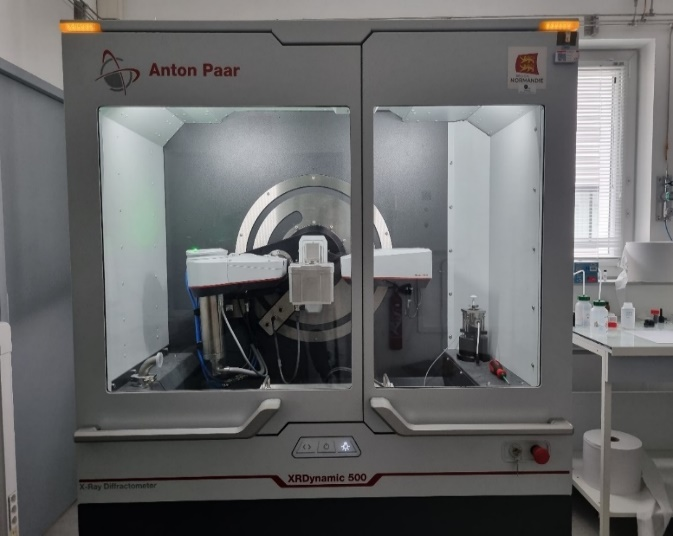 Anton Paar
NORMANDIE
XRDynamic 500
X-Ray Diffractometer